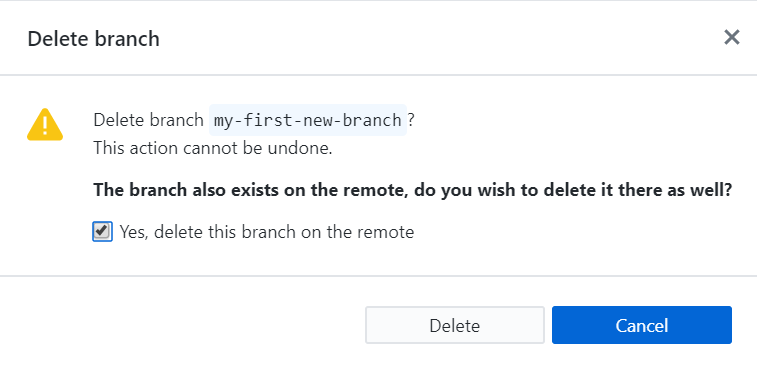 Delete branch
Delete branch my-first-new-branch?
This action cannot be undone.
The branch also exists on the remote, do you wish to delete it there as well?
Yes, delete this branch on the remote
Delete
Cancel